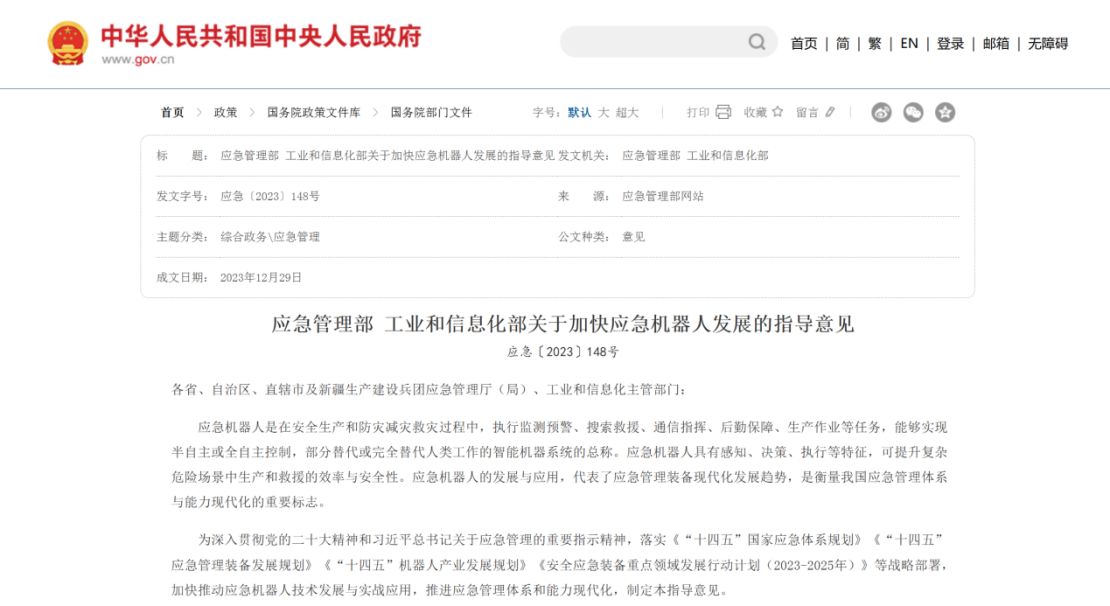 中华人民共和国中央人民政府
www.gov.cn
首页 | 简 | 繁 | EN | 登录 | 邮箱 | 无障碍
首页 > 政策 > 国务院政策文件库 > 国务院部门文件
字号：默认 大 超大 | 打印 收藏 留言 |
标　　题： 应急管理部 工业和信息化部关于加快应急机器人发展的指导意见 发文机关： 应急管理部 工业和信息化部
发文字号： 应急〔2023〕148号 来　　源： 应急管理部网站
主题分类： 综合政务\应急管理 公文种类： 意见
成文日期： 2023年12月29日
应急管理部 工业和信息化部关于加快应急机器人发展的指导意见
应急〔2023〕148号
各省、自治区、直辖市及新疆生产建设兵团应急管理厅（局）、工业和信息化主管部门：
应急机器人是在安全生产和防灾减灾救灾过程中，执行监测预警、搜索救援、通信指挥、后勤保障、生产作业等任务，能够实现
半自主或全自主控制，部分替代或完全替代人类工作的智能机器系统的总称。应急机器人具有感知、决策、执行等特征，可提升复杂
危险场景中生产和救援的效率与安全性。应急机器人的发展与应用，代表了应急管理装备现代化发展趋势，是衡量我国应急管理体系
与能力现代化的重要标志。
为深入贯彻党的二十大精神和习近平总书记关于应急管理的重要指示精神，落实《“十四五”国家应急体系规划》《“十四五”
应急管理装备发展规划》《“十四五”机器人产业发展规划》《安全应急装备重点领域发展行动计划（2023-2025年）》等战略部署，
加快推动应急机器人技术发展与实战应用，推进应急管理体系和能力现代化，制定本指导意见。